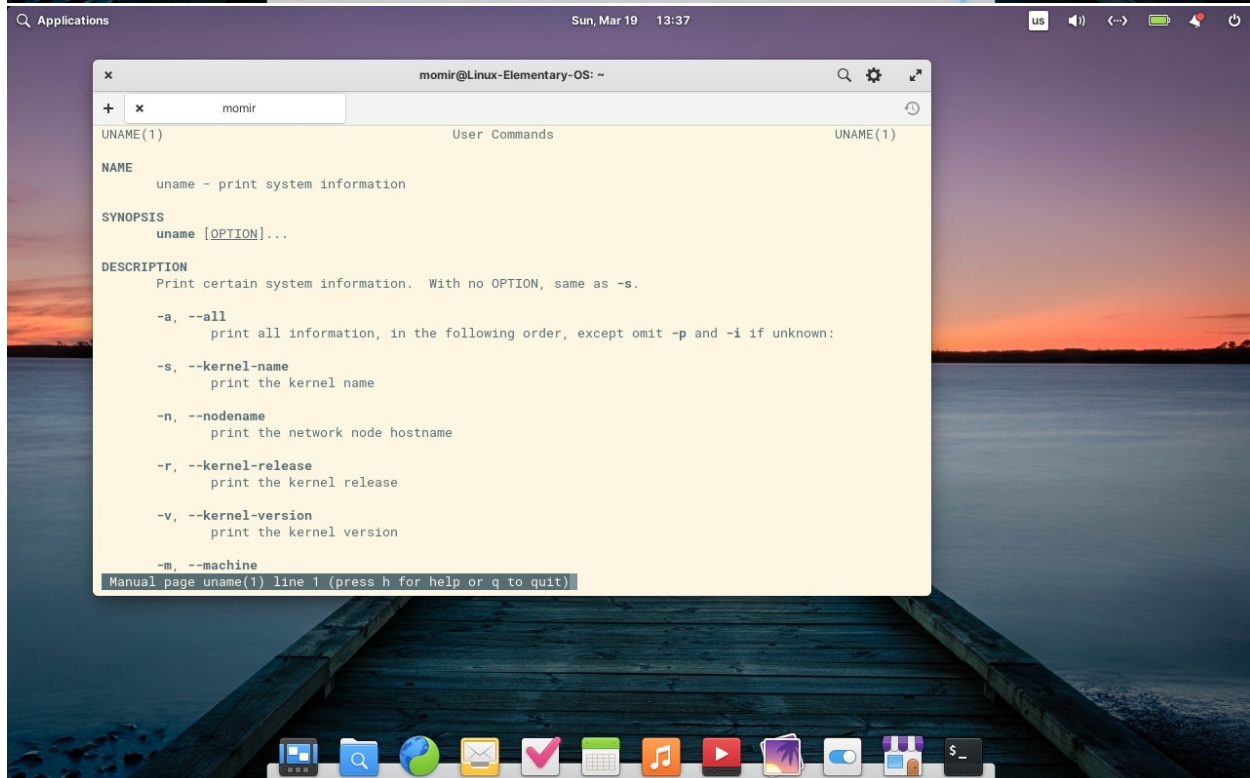 Applications
Sun, Mar 19 13:37
us
momir@Linux-Elementary-OS: ~
momir
UNAME(1) User Commands UNAME(1)
NAME
uname - print system information
SYNOPSIS
uname [OPTION]...
DESCRIPTION
Print certain system information.  With no OPTION, same as -s.
-a, --all
print all information, in the following order, except omit -p and -i if unknown:
-s, --kernel-name
print the kernel name
-n, --nodename
print the network node hostname
-r, --kernel-release
print the kernel release
-v, --kernel-version
print the kernel version
-m, --machine
Manual page uname(1) line 1 (press h for help or q to quit)
$_